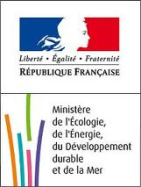 Liberté • Égalité • Fraternité
RÉPUBLIQUE FRANÇAISE
Ministère
de l'Écologie,
de l'Énergie,
du Développement
durable
et de la Mer